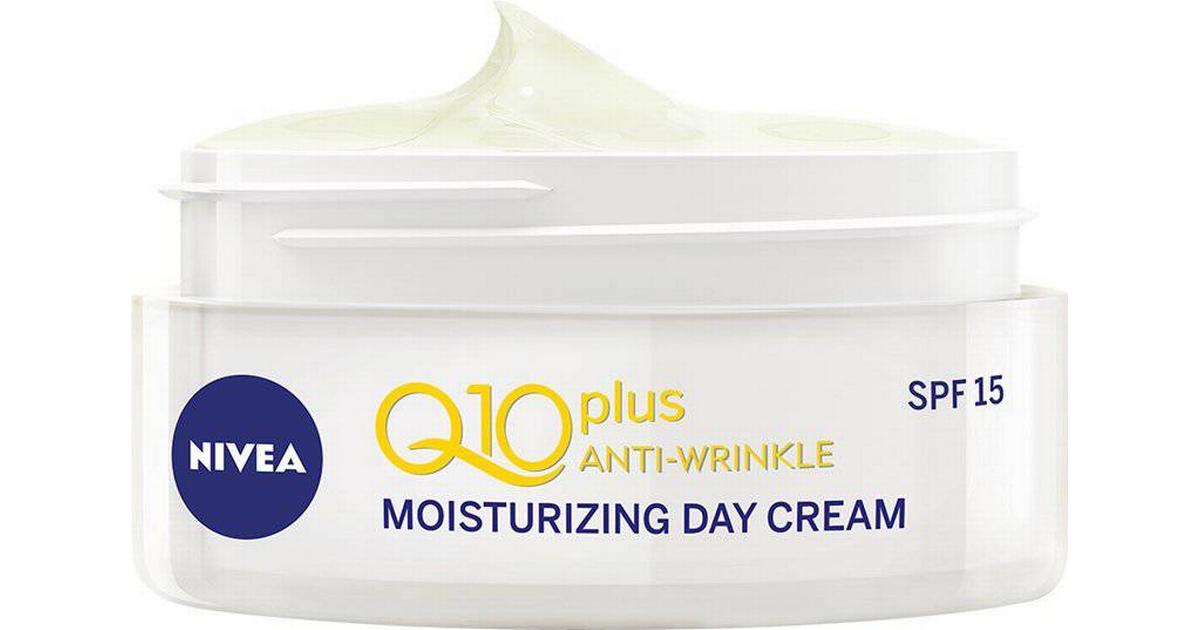 NIVEA
Q10 plus
ANTI-WRINKLE
MOISTURIZING DAY CREAM
SPF 15